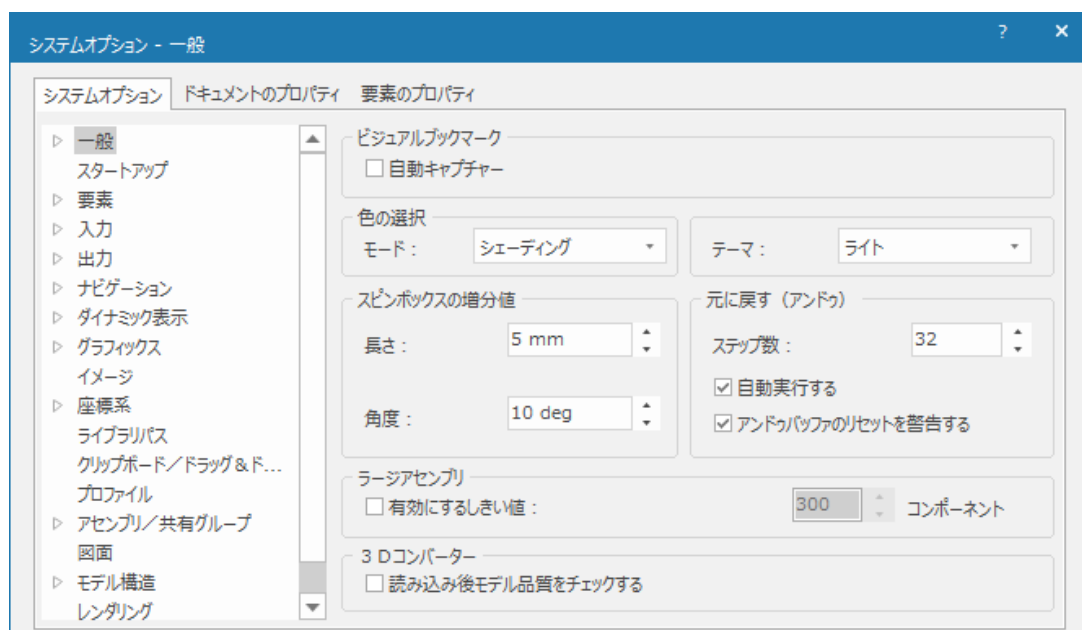 システムオプション - 一般
? ×
システムオプション ドキュメントのプロパティ 要素のプロパティ
一般
スタートアップ
要素
入力
出力
ナビゲーション
ダイナミック表示
グラフィックス
イメージ
座標系
ライブラリパス
クリップボード／ドラッグ＆ド...
プロファイル
アセンブリ／共有グループ
図面
モデル構造
レンダリング
ビジュアルブックマーク
自動キャプチャー
色の選択
モード： シェーディング
テーマ： ライト
スピンボックスの増分値
長さ： 5 mm
角度： 10 deg
元に戻す（アンドゥ）
ステップ数： 32
自動実行する
アンドゥバッファのリセットを警告する
ラージアセンブリ
有効にするしきい値： 300 コンポーネント
３Ｄコンバーター
読み込み後モデル品質をチェックする